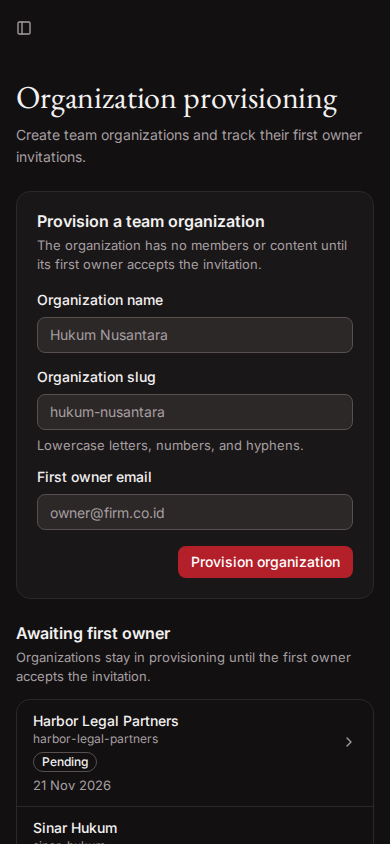 Organization provisioning
Create team organizations and track their first owner
invitations.
Provision a team organization
The organization has no members or content until
its first owner accepts the invitation.
Organization name
Hukum Nusantara
Organization slug
hukum-nusantara
Lowercase letters, numbers, and hyphens.
First owner email
owner@firm.co.id
Provision organization
Awaiting first owner
Organizations stay in provisioning until the first owner
accepts the invitation.
Harbor Legal Partners
harbor-legal-partners
Pending
21 Nov 2026
Sinar Hukum